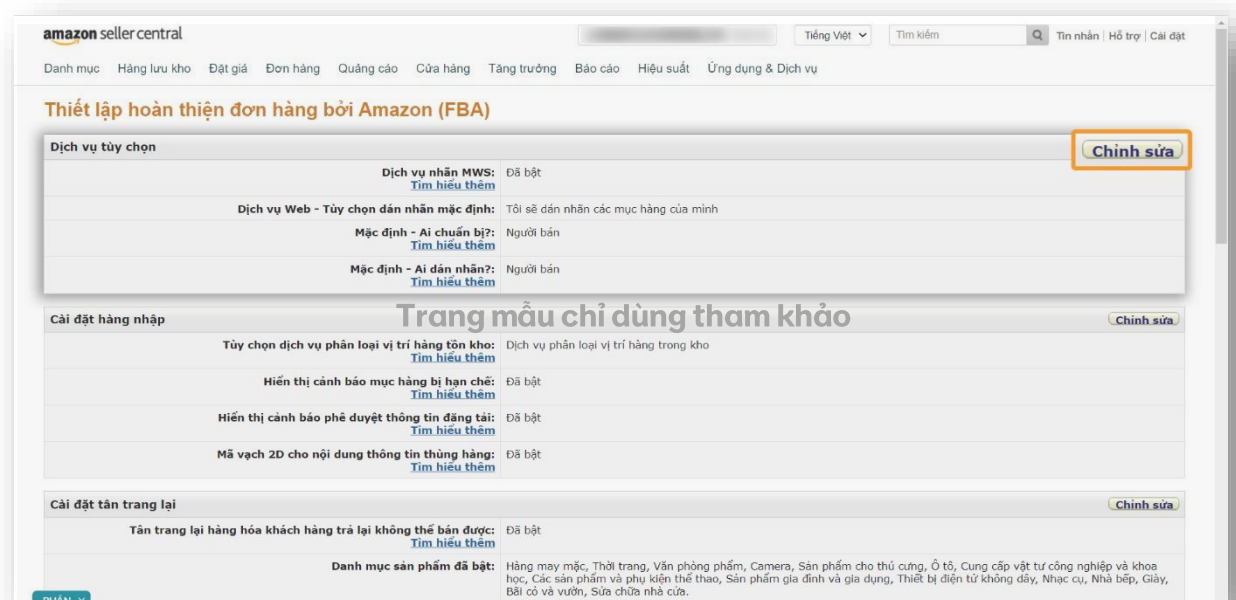 amazon seller central
Tiếng Việt
Tìm kiếm
Tin nhắn | Hỗ trợ | Cài đặt
Danh mục Hàng lưu kho Đặt giá Đơn hàng Quảng cáo Cửa hàng Tăng trưởng Báo cáo Hiệu suất Ứng dụng & Dịch vụ
Thiết lập hoàn thiện đơn hàng bởi Amazon (FBA)
Dịch vụ tùy chọn
Chỉnh sửa
Dịch vụ nhãn MWS: Đã bật
Tìm hiểu thêm
Dịch vụ Web - Tùy chọn dán nhãn mặc định: Tôi sẽ dán nhãn các mục hàng của mình
Mặc định - Ai chuẩn bị?: Người bán
Tìm hiểu thêm
Mặc định - Ai dán nhãn?: Người bán
Tìm hiểu thêm
Trang mẫu chỉ dùng tham khảo
Cài đặt hàng nhập
Chỉnh sửa
Tùy chọn dịch vụ phân loại vị trí hàng tồn kho: Dịch vụ phân loại vị trí hàng trong kho
Tìm hiểu thêm
Hiển thị cảnh báo mục hàng bị hạn chế: Đã bật
Tìm hiểu thêm
Hiển thị cảnh báo phê duyệt thông tin đăng tải: Đã bật
Tìm hiểu thêm
Mã vạch 2D cho nội dung thông tin thùng hàng: Đã bật
Tìm hiểu thêm
Cài đặt tân trang lại
Chỉnh sửa
Tân trang lại hàng hóa khách hàng trả lại không thể bán được: Đã bật
Tìm hiểu thêm
Danh mục sản phẩm đã bật: Hàng may mặc, Thời trang, Văn phòng phẩm, Camera, Sản phẩm cho thú cưng, Ô tô, Cung cấp vật tư công nghiệp và khoa
học, Các sản phẩm và phụ kiện thể thao, Sản phẩm gia đình và gia dụng, Thiết bị điện tử không dây, Nhạc cụ, Nhà bếp, Giày,
Bãi cỏ và vườn, Sửa chữa nhà cửa.